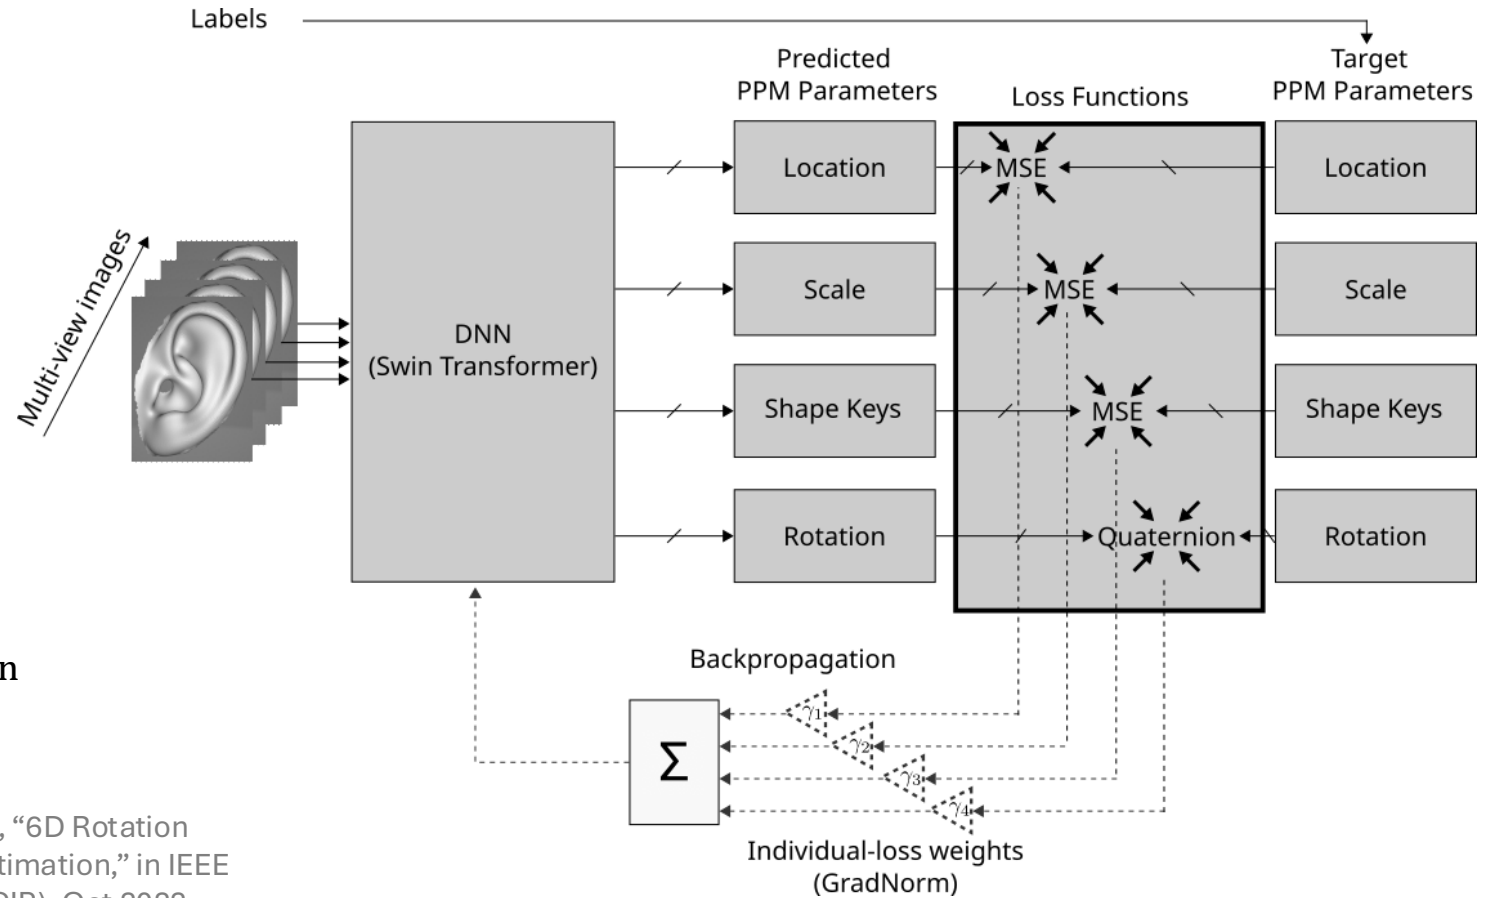 Labels
Predicted
PPM Parameters
Loss Functions
Target
PPM Parameters
Multi-view images
DNN
(Swin Transformer)
Location
MSE
Location
Scale
MSE
Scale
Shape Keys
MSE
Shape Keys
Rotation
Quaternion
Rotation
Backpropagation
γ1
γ2
γ3
γ4
Σ
Individual-loss weights
(GradNorm)
n
, “6D Rotation
timation,” in IEEE